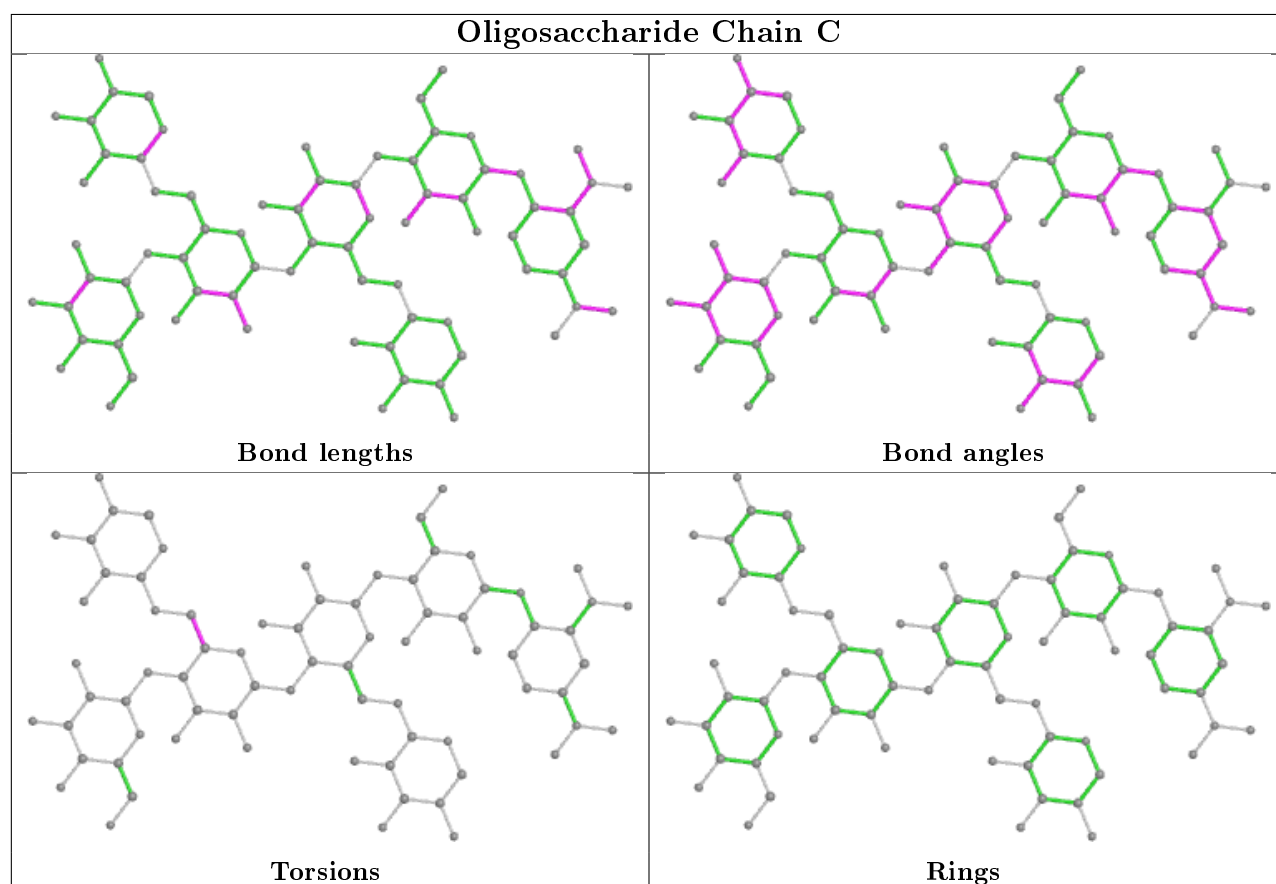 Oligosaccharide Chain C
Bond lengths
Bond angles
Torsions
Rings